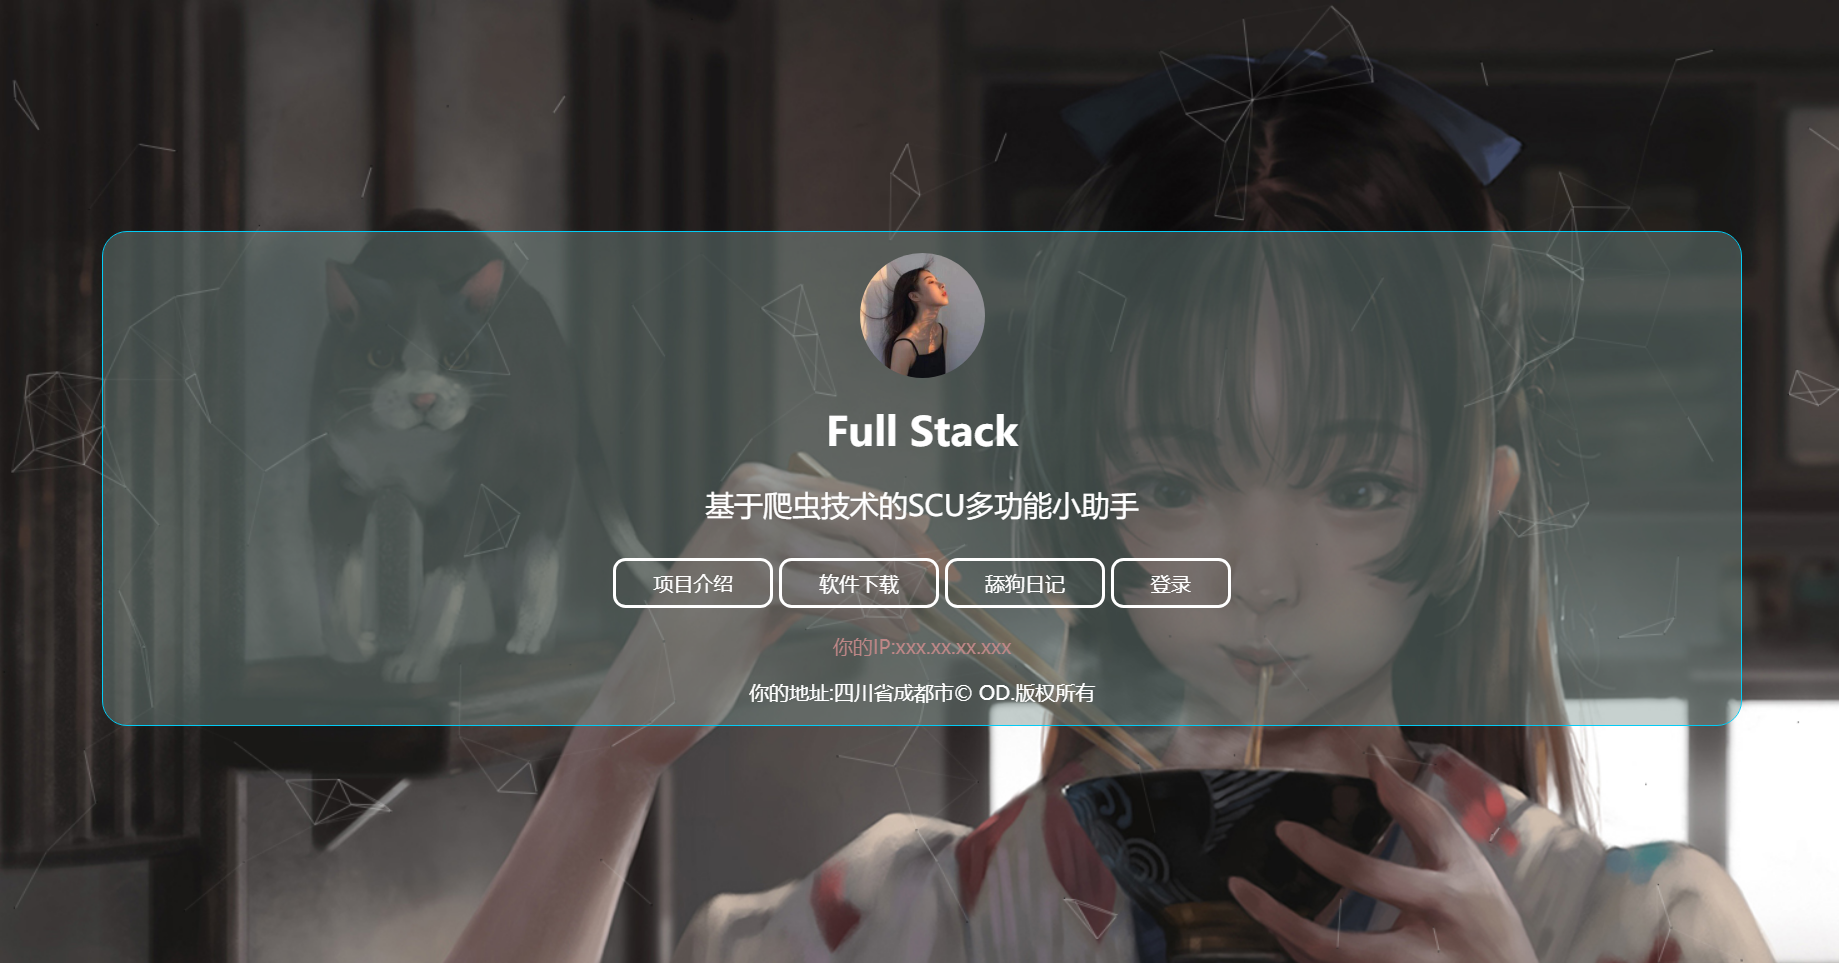 Full Stack
基于爬虫技术的SCU多功能小助手
项目介绍 软件下载 舔狗日记 登录
你的IP:xxx.xx.xx.xxx
你的地址:四川省成都市© OD.版权所有